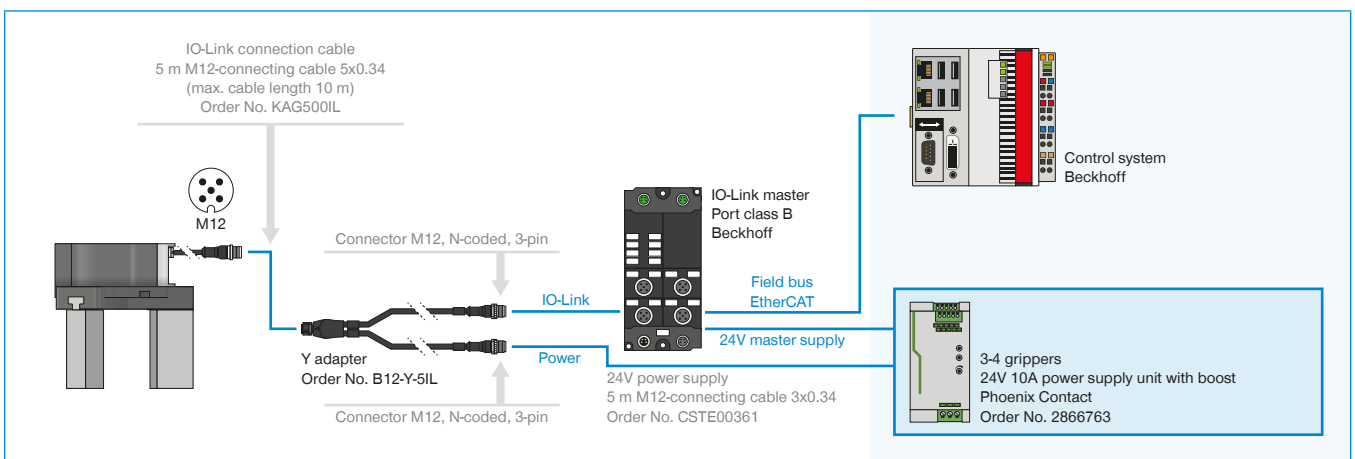 IO-Link connection cable
5 m M12-connecting cable 5x0.34
(max. cable length 10 m)
Order No. KAG500IL
M12
Connector M12, N-coded, 3-pin
Y adapter
Order No. B12-Y-5IL
Connector M12, N-coded, 3-pin
IO-Link
Power
IO-Link master
Port class B
Beckhoff
Field bus
EtherCAT
24V master supply
24V power supply
5 m M12-connecting cable 3x0.34
Order No. CSTE00361
Control system
Beckhoff
3-4 grippers
24V 10A power supply unit with boost
Phoenix Contact
Order No. 2866763